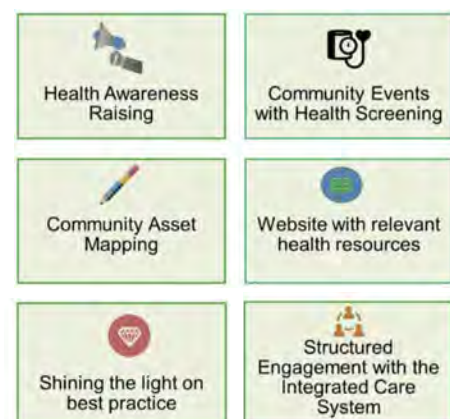 Health Awareness
Raising
Community Events
with Health Screening
Community Asset
Mapping
Website with relevant
health resources
Shining the light on
best practice
Structured
Engagement with the
Integrated Care
System